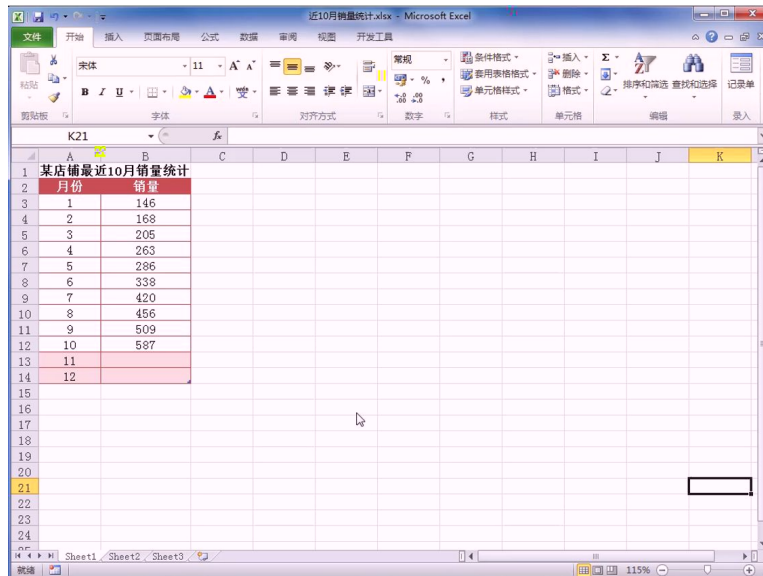 近10月销量统计.xlsx - Microsoft Excel
文件 开始 插入 页面布局 公式 数据 审阅 视图 开发工具
宋体 11 A A 常规 条件格式 插入 Σ
粘贴 套用表格格式 删除 排序和筛选 查找和选择 记录单
B I U A % , 单元格样式 格式
剪贴板 字体 对齐方式 数字 样式 单元格 编辑 录入
K21 fx
A B C D E F G H I J K
1 某店铺最近10月销量统计
2 月份 销量
3 1 146
4 2 168
5 3 205
6 4 263
7 5 286
8 6 338
9 7 420
10 8 456
11 9 509
12 10 587
13 11
14 12
15
16
17
18
19
20
21
22
23
24
25
Sheet1 Sheet2 Sheet3
就绪 115%